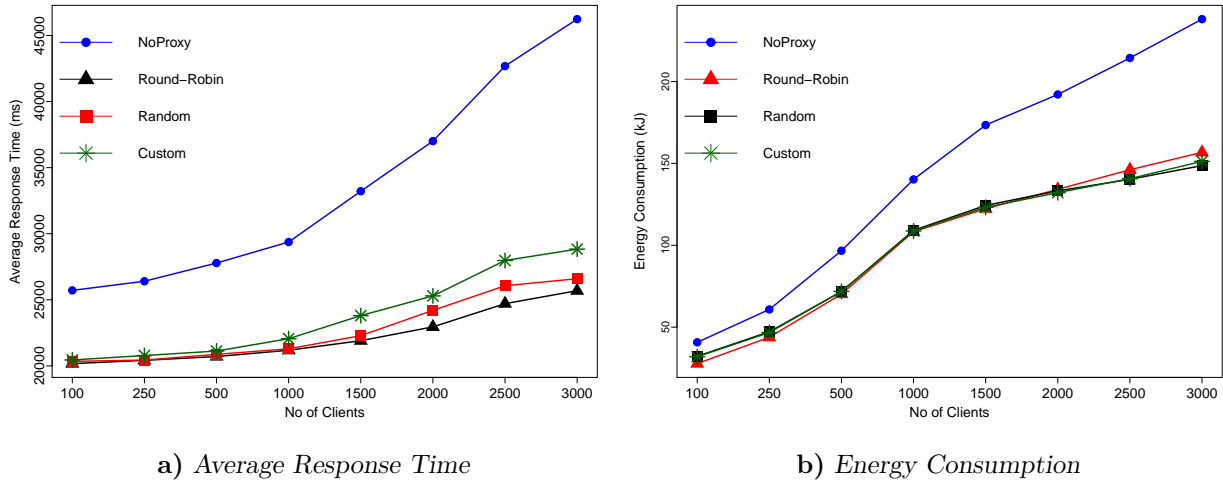 Average Response Time (ms)
20000 25000 30000 35000 40000 45000
NoProxy
Round−Robin
Random
Custom
100 250 500 1000 1500 2000 2500 3000
No of Clients
a) Average Response Time
Energy Consumption (kJ)
50 100 150 200
NoProxy
Round−Robin
Random
Custom
100 250 500 1000 1500 2000 2500 3000
No of Clients
b) Energy Consumption